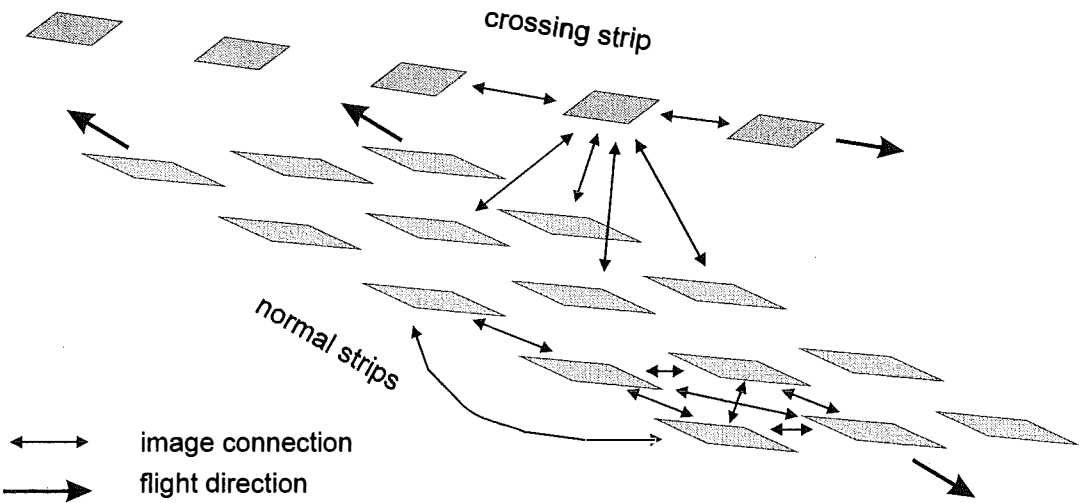 crossing strip
normal strips
image connection
flight direction